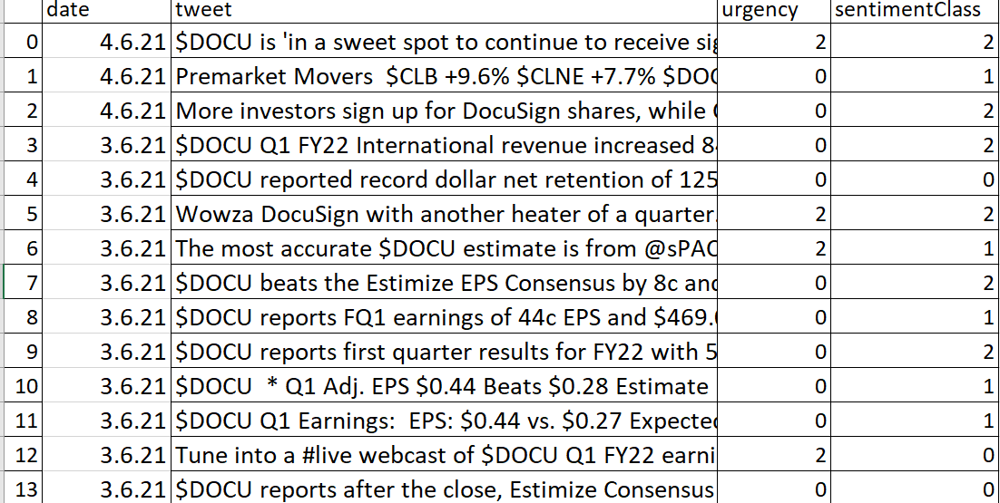 date tweet urgency sentimentClass
0 4.6.21 $DOCU is 'in a sweet spot to continue to receive 2 2
1 4.6.21 Premarket Movers $CLB +9.6% $CLNE +7.7% 0 1
2 4.6.21 More investors sign up for DocuSign shares, while 0 2
3 3.6.21 $DOCU Q1 FY22 International revenue increased 0 2
4 3.6.21 $DOCU reported record dollar net retention of 125 0 0
5 3.6.21 Wowza DocuSign with another heater of a quarter. 2 2
6 3.6.21 The most accurate $DOCU estimate is from 2 1
7 3.6.21 $DOCU beats the Estimize EPS Consensus by 8c 0 2
8 3.6.21 $DOCU reports FQ1 earnings of 44c EPS and $469. 0 1
9 3.6.21 $DOCU reports first quarter results for FY22 with 5 0 2
10 3.6.21 $DOCU * Q1 Adj. EPS $0.44 Beats $0.28 Estimate 0 1
11 3.6.21 $DOCU Q1 Earnings: EPS: $0.44 vs. $0.27 0 1
12 3.6.21 Tune into a #live webcast of $DOCU Q1 FY22 earni 2 0
13 3.6.21 $DOCU reports after the close, Estimize Consensus 0 0